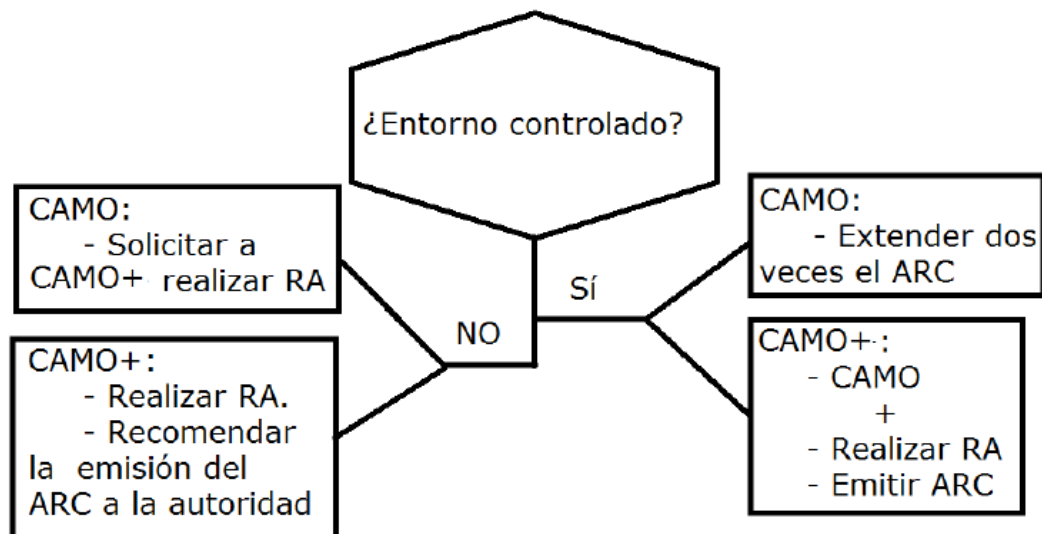 ¿Entorno controlado?
CAMO:
- Solicitar a
CAMO+ realizar RA
NO
CAMO+:
- Realizar RA.
- Recomendar
la emisión del
ARC a la autoridad
Sí
CAMO:
- Extender dos
veces el ARC
CAMO+:
- CAMO
+
- Realizar RA
- Emitir ARC